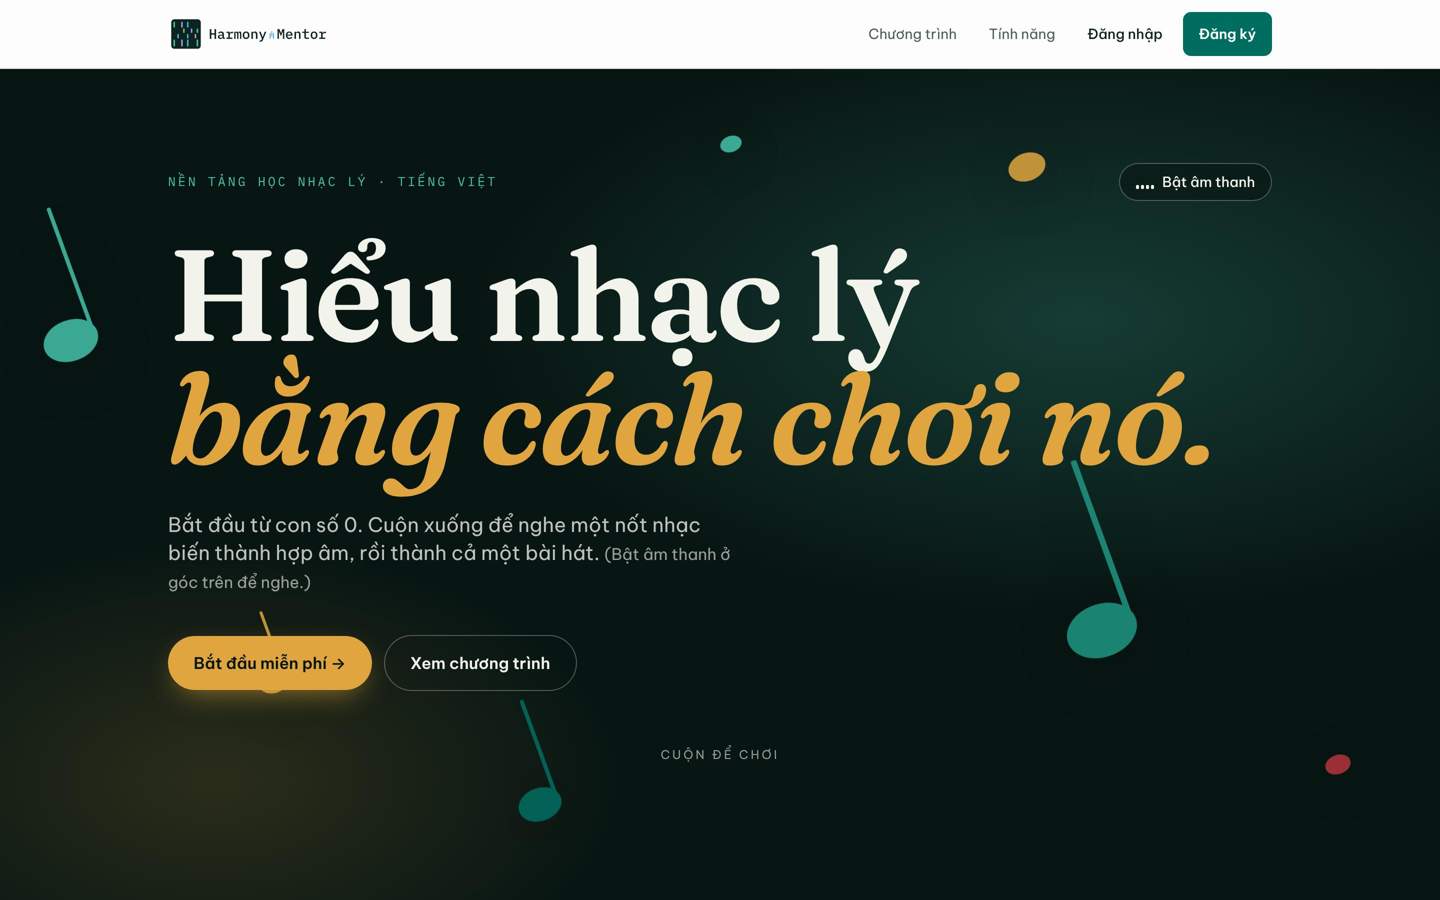 Harmony Mentor
Chương trình
Tính năng
Đăng nhập
Đăng ký
NỀN TẢNG HỌC NHẠC LÝ · TIẾNG VIỆT
Bật âm thanh
Hiểu nhạc lý
bằng cách chơi nó.
Bắt đầu từ con số 0. Cuộn xuống để nghe một nốt nhạc
biến thành hợp âm, rồi thành cả một bài hát. (Bật âm thanh ở
góc trên để nghe.)
Bắt đầu miễn phí →
Xem chương trình
CUỘN ĐỂ CHƠI